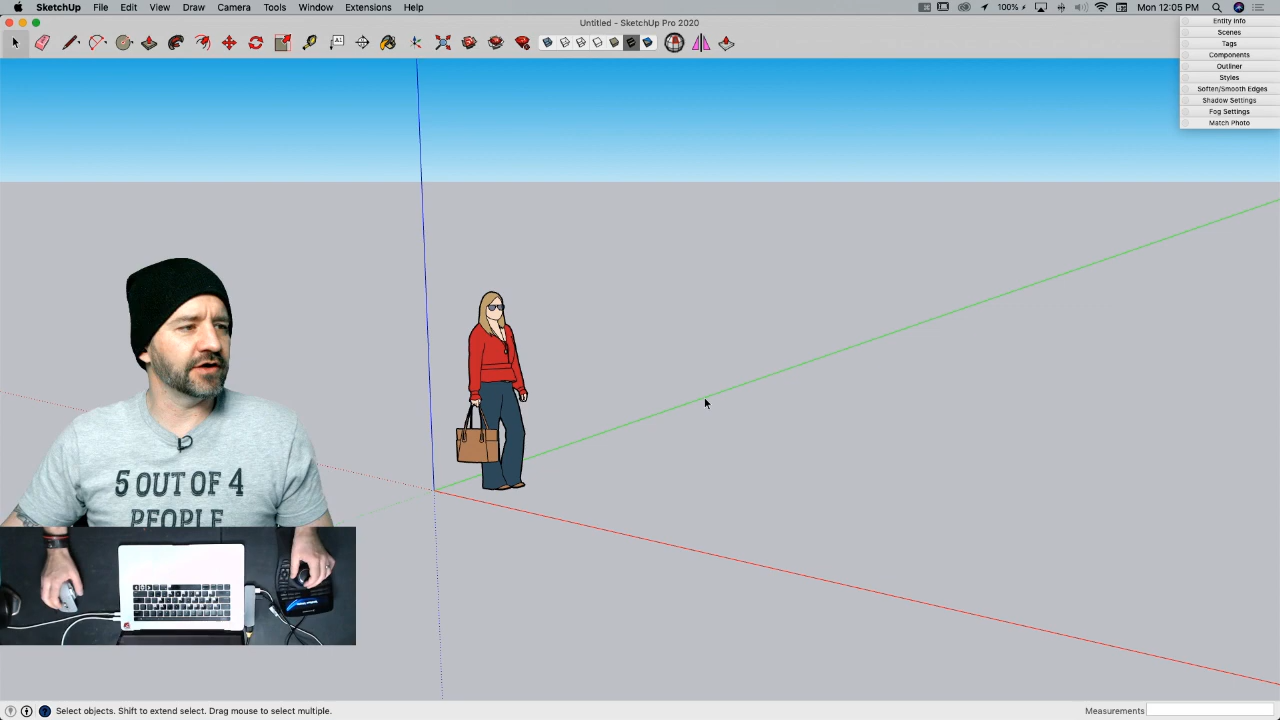 SketchUp File Edit View Draw Camera Tools Window Extensions Help
100% Mon 12:05 PM
Untitled - SketchUp Pro 2020
Entity Info
Scenes
Tags
Components
Outliner
Styles
Soften/Smooth Edges
Shadow Settings
Fog Settings
Match Photo
5 OUT OF 4
PEOPLE
Select objects. Shift to extend select. Drag mouse to select multiple.
Measurements